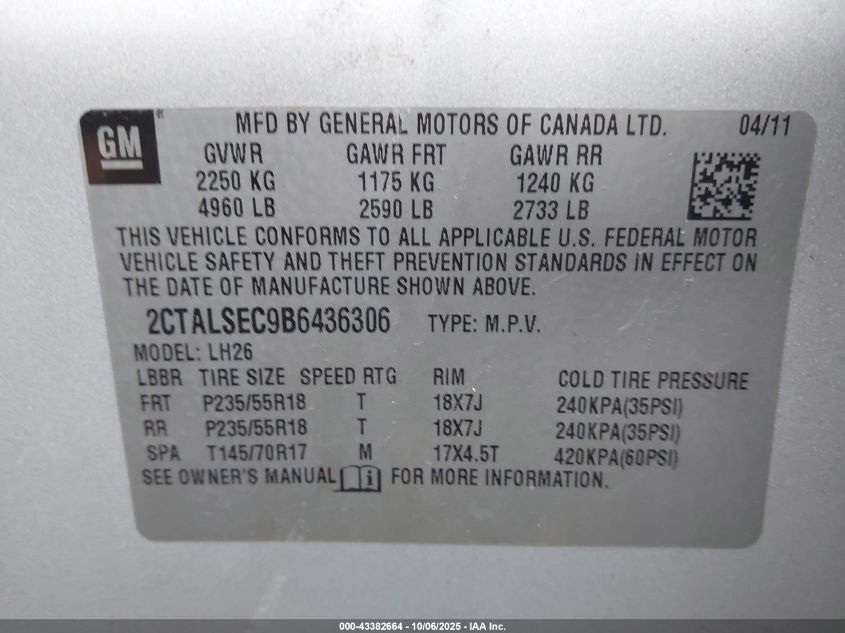 GM ® MFD BY GENERAL MOTORS OF CANADA LTD. 04/11
GVWR GAWR FRT GAWR RR
2250 KG 1175 KG 1240 KG
4960 LB 2590 LB 2733 LB
THIS VEHICLE CONFORMS TO ALL APPLICABLE U.S. FEDERAL MOTOR
VEHICLE SAFETY AND THEFT PREVENTION STANDARDS IN EFFECT ON
THE DATE OF MANUFACTURE SHOWN ABOVE.
2CTALSEC9B6436306 TYPE: M.P.V.
MODEL: LH26
LBBR TIRE SIZE SPEED RTG RIM COLD TIRE PRESSURE
FRT P235/55R18 T 18X7J 240KPA(35PSI)
RR P235/55R18 T 18X7J 240KPA(35PSI)
SPA T145/70R17 M 17X4.5T 420KPA(60PSI)
SEE OWNER'S MANUAL i FOR MORE INFORMATION.
000-43382664 - 10/06/2025 - IAA Inc.